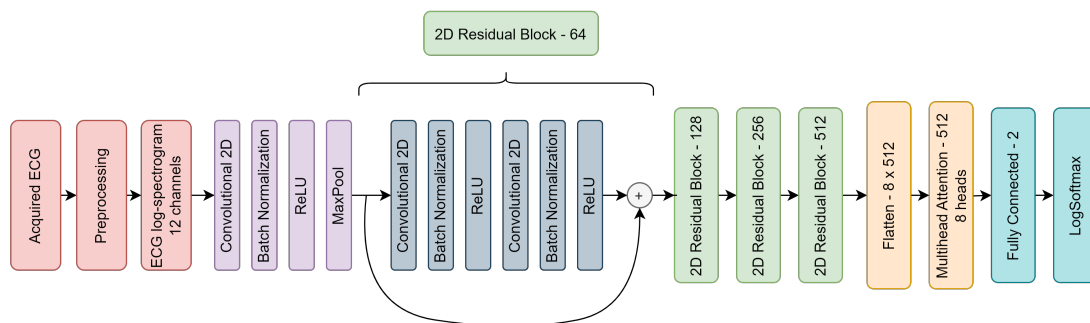 2D Residual Block - 64
Acquired ECG
Preprocessing
ECG log-spectrogram
12 channels
Convolutional 2D
Batch Normalization
ReLU
MaxPool
Convolutional 2D
Batch Normalization
ReLU
Convolutional 2D
Batch Normalization
ReLU
+
2D Residual Block - 128
2D Residual Block - 256
2D Residual Block - 512
Flatten - 8 x 512
Multihead Attention - 512
8 heads
Fully Connected - 2
LogSoftmax